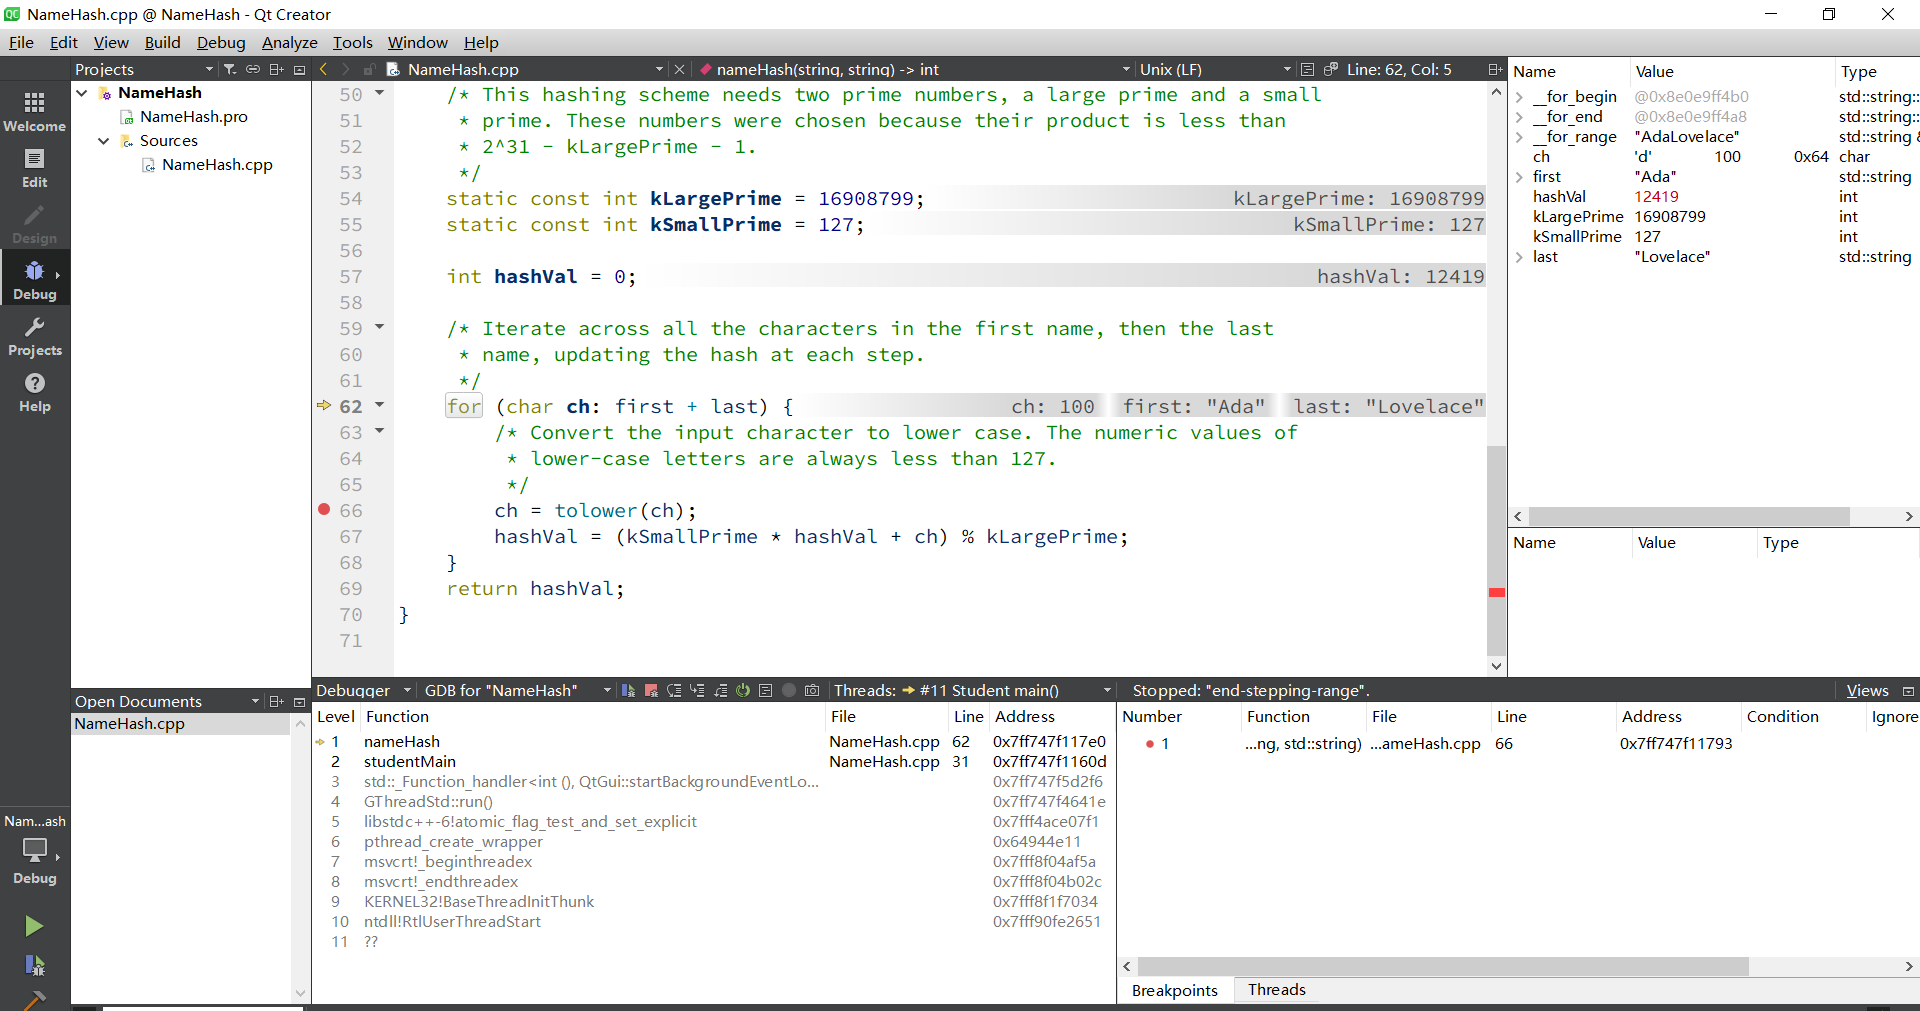 NameHash.cpp @ NameHash - Qt Creator
File Edit View Build Debug Analyze Tools Window Help
Projects
NameHash.cpp
nameHash(string, string) -> int
Unix (LF)
Line: 62, Col: 5
Welcome
Edit
Design
Debug
Projects
Help
Nam...ash
Debug
NameHash
NameHash.pro
Sources
NameHash.cpp
Open Documents
NameHash.cpp
50 /* This hashing scheme needs two prime numbers, a large prime and a small
51 * prime. These numbers were chosen because their product is less than
52 * 2^31 - kLargePrime - 1.
53 */
54 static const int kLargePrime = 16908799; kLargePrime: 16908799
55 static const int kSmallPrime = 127; kSmallPrime: 127
56
57 int hashVal = 0; hashVal: 12419
58
59 /* Iterate across all the characters in the first name, then the last
60 * name, updating the hash at each step.
61 */
62 for (char ch: first + last) { ch: 100 first: "Ada" last: "Lovelace"
63 /* Convert the input character to lower case. The numeric values of
64 * lower-case letters are always less than 127.
65 */
66 ch = tolower(ch);
67 hashVal = (kSmallPrime * hashVal + ch) % kLargePrime;
68 }
69 return hashVal;
70 }
71
Name Value Type
__for_begin @0x8e0e9ff4b0 std::string::
__for_end @0x8e0e9ff4a8 std::string::
__for_range "AdaLovelace" std::string &
ch 'd' 100 0x64 char
first "Ada" std::string
hashVal 12419 int
kLargePrime 16908799 int
kSmallPrime 127 int
last "Lovelace" std::string
Name Value Type
Debugger GDB for "NameHash" Threads: #11 Student main() Stopped: "end-stepping-range". Views
Level Function File Line Address
1 nameHash NameHash.cpp 62 0x7ff747f117e0
2 studentMain NameHash.cpp 31 0x7ff747f1160d
3 std::_Function_handler<int (), QtGui::startBackgroundEventLo... 0x7ff747f5d2f6
4 GThreadStd::run() 0x7ff747f4641e
5 libstdc++-6!atomic_flag_test_and_set_explicit 0x7fff4ace07f1
6 pthread_create_wrapper 0x64944e11
7 msvcrt!_beginthreadex 0x7fff8f04af5a
8 msvcrt!_endthreadex 0x7fff8f04b02c
9 KERNEL32!BaseThreadInitThunk 0x7fff8f1f7034
10 ntdll!RtlUserThreadStart 0x7fff90fe2651
11 ??
Number Function File Line Address Condition Ignore
1 ...ng, std::string) ...ameHash.cpp 66 0x7ff747f11793
Breakpoints Threads